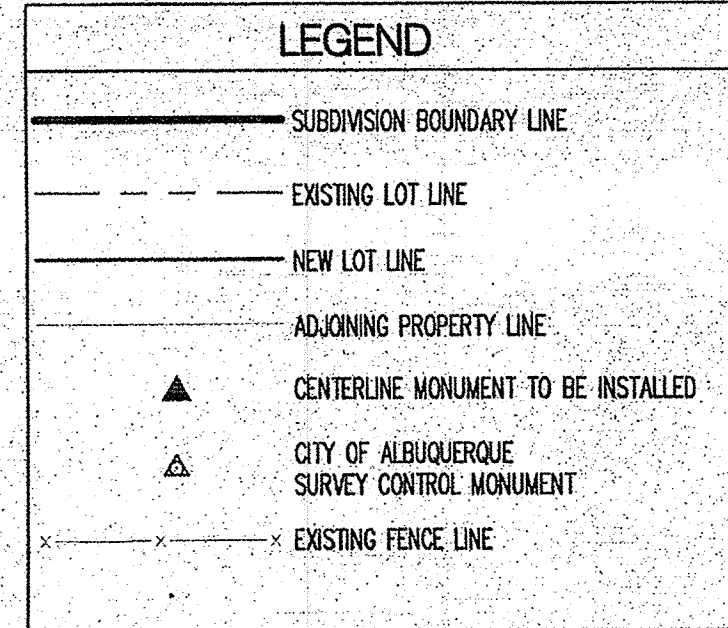 LEGEND
SUBDIVISION BOUNDARY LINE
EXISTING LOT LINE
NEW LOT LINE
ADJOINING PROPERTY LINE
CENTERLINE MONUMENT TO BE INSTALLED
CITY OF ALBUQUERQUE
SURVEY CONTROL MONUMENT
EXISTING FENCE LINE